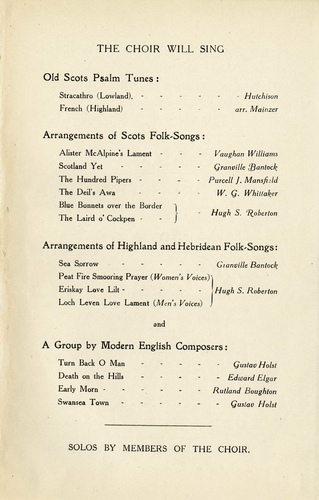 THE CHOIR WILL SING
Old Scots Psalm Tunes:
Stracathro (Lowland), - - - - - Hutchison
French (Highland) - - - - - arr. Mainzer
Arrangements of Scots Folk-Songs:
Alister McAlpine's Lament - - - Vaughan Williams
Scotland Yet - - - - Granville Bantock
The Hundred Pipers - - - - Purcell J. Mansfield
The Deil's Awa - - - - W. G. Whittaker
Blue Bonnets over the Border
The Laird o' Cockpen - - } - Hugh S. Roberton
Arrangements of Highland and Hebridean Folk-Songs:
Sea Sorrow - - - - - Granville Bantock
Peat Fire Smooring Prayer (Women's Voices)
Eriskay Love Lilt - - - - } Hugh S. Roberton
Loch Leven Love Lament (Men's Voices)
and
A Group by Modern English Composers:
Turn Back O Man - - - - - Gustav Holst
Death on the Hills - - - - - Edward Elgar
Early Morn - - - - - - Rutland Boughton
Swansea Town - - - - - Gustav Holst
SOLOS BY MEMBERS OF THE CHOIR.